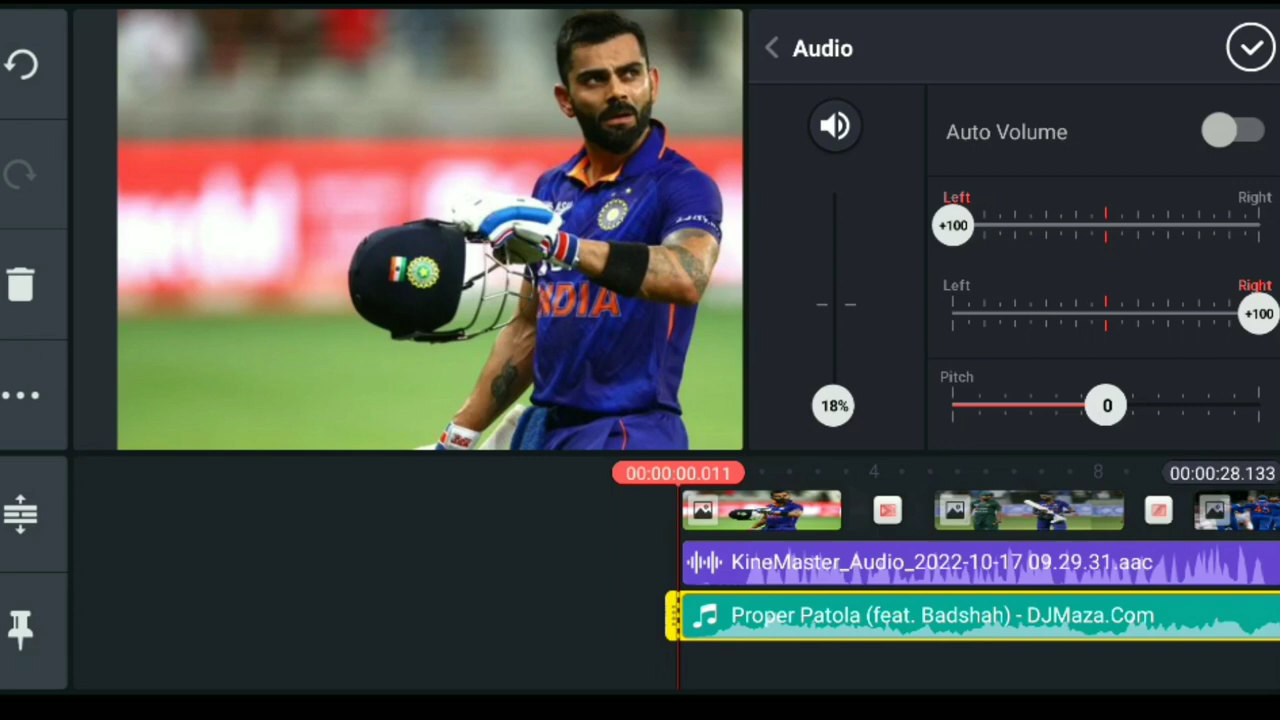 Audio
Auto Volume
Left Right
+100
Left Right
+100
Pitch
0
18%
INDIA
00:00:00.011 4 8 00:00:28.133
KineMaster_Audio_2022-10-17 09.29.31.aac
Proper Patola (feat. Badshah) - DJMaza.Com